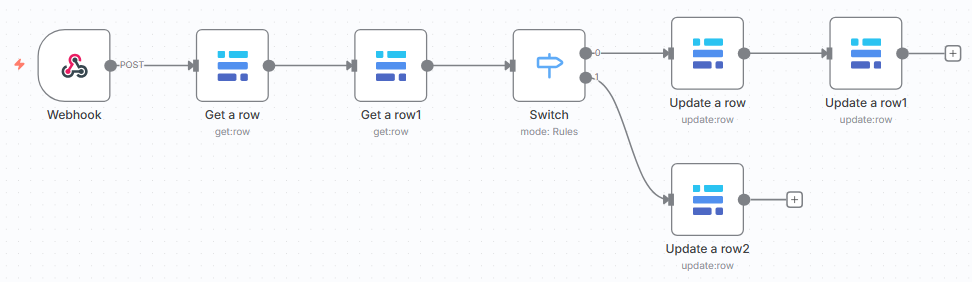 POST
0
1
Webhook
Get a row
get:row
Get a row1
get:row
Switch
mode: Rules
Update a row
update:row
Update a row1
update:row
Update a row2
update:row